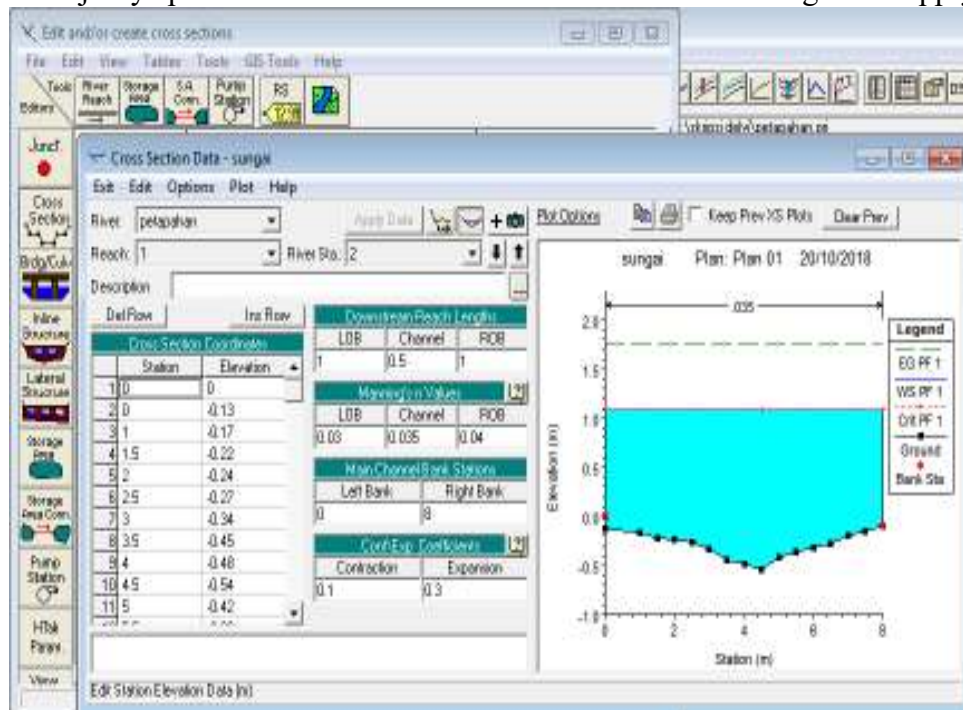 Edit and/or create cross sections
File Edit View Tables Tools GIS Tools Help
Tools
Editors
River Reach
Storage Area
S.A. Conn.
Pump Station
RS
Junct.
Cross Section
Brdg/Culv
Inline Structure
Lateral Structure
Storage Area
Storage Area Conn.
Pump Station
HTab Param.
View
Cross Section Data - sungai
Exit Edit Options Plot Help
River: petapahan
Apply Data
Plot Options
Keep Prev XS Plots
Clear Prev
Reach: 1
River Sta.: 2
Description
Del Row
Ins Row
Cross Section Coordinates
Station Elevation
1 0 0
2 0 -0.13
3 1 -0.17
4 1.5 -0.22
5 2 -0.24
6 2.5 -0.27
7 3 -0.34
8 3.5 -0.45
9 4 -0.48
10 4.5 -0.54
11 5 -0.42
Downstream Reach Lengths
LOB Channel ROB
1 0.5 1
Manning's n Values
LOB Channel ROB
0.03 0.035 0.04
Main Channel Bank Stations
Left Bank Right Bank
0 8
Cont\Exp Coefficients
Contraction Expansion
0.1 0.3
Edit Station Elevation Data (m)
sungai Plan: Plan 01 20/10/2018
.035
Elevation (m)
2.0
1.5
1.0
0.5
0.0
-0.5
-1.0
0 2 4 6 8
Station (m)
Legend
EG PF 1
WS PF 1
Crit PF 1
Ground
Bank Sta